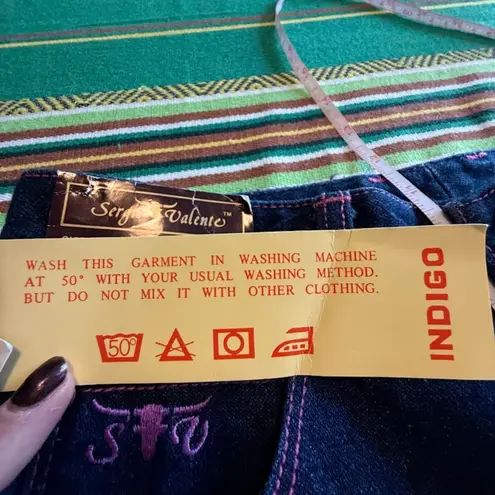 Sergio Valente™
WASH THIS GARMENT IN WASHING MACHINE
AT 50° WITH YOUR USUAL WASHING METHOD.
BUT DO NOT MIX IT WITH OTHER CLOTHING.
50°
INDIGO
S V